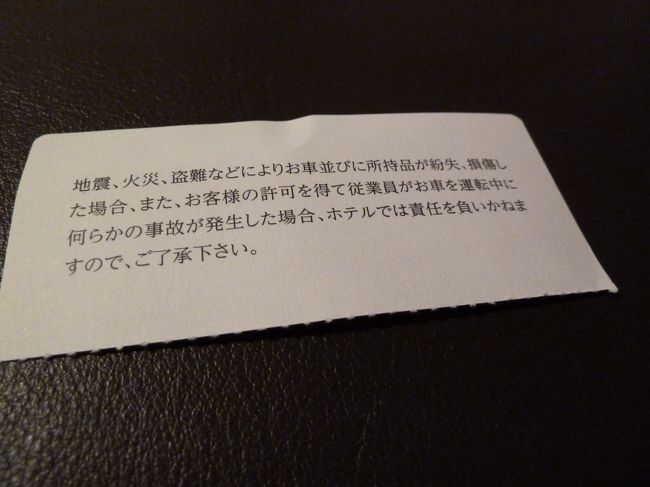 地震、火災、盗難などによりお車並びに所持品が紛失、損傷し
た場合、また、お客様の許可を得て従業員がお車を運転中に
何らかの事故が発生した場合、ホテルでは責任を負いかねま
すので、ご了承下さい。